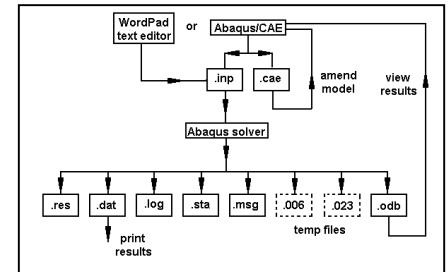 WordPad
text editor
or
Abaqus/CAE
.inp
.cae
amend
model
view
results
Abaqus solver
.res
.dat
.log
.sta
.msg
.006
.023
.odb
temp files
print
results